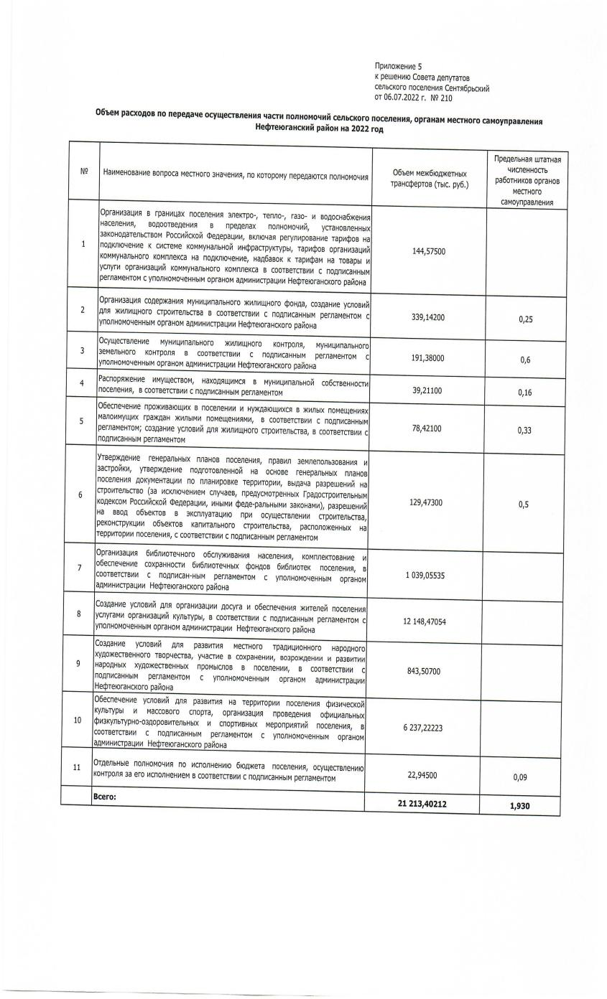 Приложение 5
к решению Совета депутатов
сельского поселения Сентябрьский
от 06.07.2022 г. № 210
Объем расходов по передаче осуществления части полномочий сельского поселения, органам местного самоуправления
Нефтеюганский район на 2022 год
№
Наименование вопроса местного значения, по которому передаются полномочия
Объем межбюджетных
трансфертов (тыс. руб.)
Предельная штатная
численность
работников органов
местного
самоуправления
1
Организация в границах поселения электро-, тепло-, газо- и водоснабжения
населения, водоотведения в пределах полномочий, установленных
законодательством Российской Федерации, включая регулирование тарифов на
подключение к системе коммунальной инфраструктуры, тарифов организаций
коммунального комплекса на подключение, надбавок к тарифам на товары и
услуги организаций коммунального комплекса в соответствии с подписанным
регламентом с уполномоченным органом администрации Нефтеюганского района
144,57500
2
Организация содержания муниципального жилищного фонда, создание условий
для жилищного строительства в соответствии с подписанным регламентом с
уполномоченным органом администрации Нефтеюганского района
339,14200
0,25
3
Осуществление муниципального жилищного контроля, муниципального
земельного контроля в соответствии с подписанным регламентом с
уполномоченным органом администрации Нефтеюганского района
191,38000
0,6
4
Распоряжение имуществом, находящимся в муниципальной собственности
поселения, в соответствии с подписанным регламентом
39,21100
0,16
5
Обеспечение проживающих в поселении и нуждающихся в жилых помещениях
малоимущих граждан жилыми помещениями, в соответствии с подписанным
регламентом; создание условий для жилищного строительства, в соответствии с
подписанным регламентом
78,42100
0,33
6
Утверждение генеральных планов поселения, правил землепользования и
застройки, утверждение подготовленной на основе генеральных планов
поселения документации по планировке территории, выдача разрешений на
строительство (за исключением случаев, предусмотренных Градостроительным
кодексом Российской Федерации, иными феде-ральными законами), разрешений
на ввод объектов в эксплуатацию при осуществлении строительства,
реконструкции объектов капитального строительства, расположенных на
территории поселения, с соответствии с подписанным регламентом
129,47300
0,5
7
Организация библиотечного обслуживания населения, комплектование и
обеспечение сохранности библиотечных фондов библиотек поселения, в
соответствии с подписан-ным регламентом с уполномоченным органом
администрации Нефтеюганского района
1 039,05535
8
Создание условий для организации досуга и обеспечения жителей поселения
услугами организаций культуры, в соответствии с подписанным регламентом с
уполномоченным органом администрации Нефтеюганского района
12 148,47054
9
Создание условий для развития местного традиционного народного
художественного творчества, участие в сохранении, возрождении и развитии
народных художественных промыслов в поселении, в соответствии с
подписанным регламентом с уполномоченным органом администрации
Нефтеюганского района
843,50700
10
Обеспечение условий для развития на территории поселения физической
культуры и массового спорта, организация проведения официальных
физкультурно-оздоровительных и спортивных мероприятий поселения, в
соответствии с подписанным регламентом с уполномоченным органом
администрации Нефтеюганского района
6 237,22223
11
Отдельные полномочия по исполнению бюджета поселения, осуществлению
контроля за его исполнением в соответствии с подписанным регламентом
22,94500
0,09
Всего:
21 213,40212
1,930